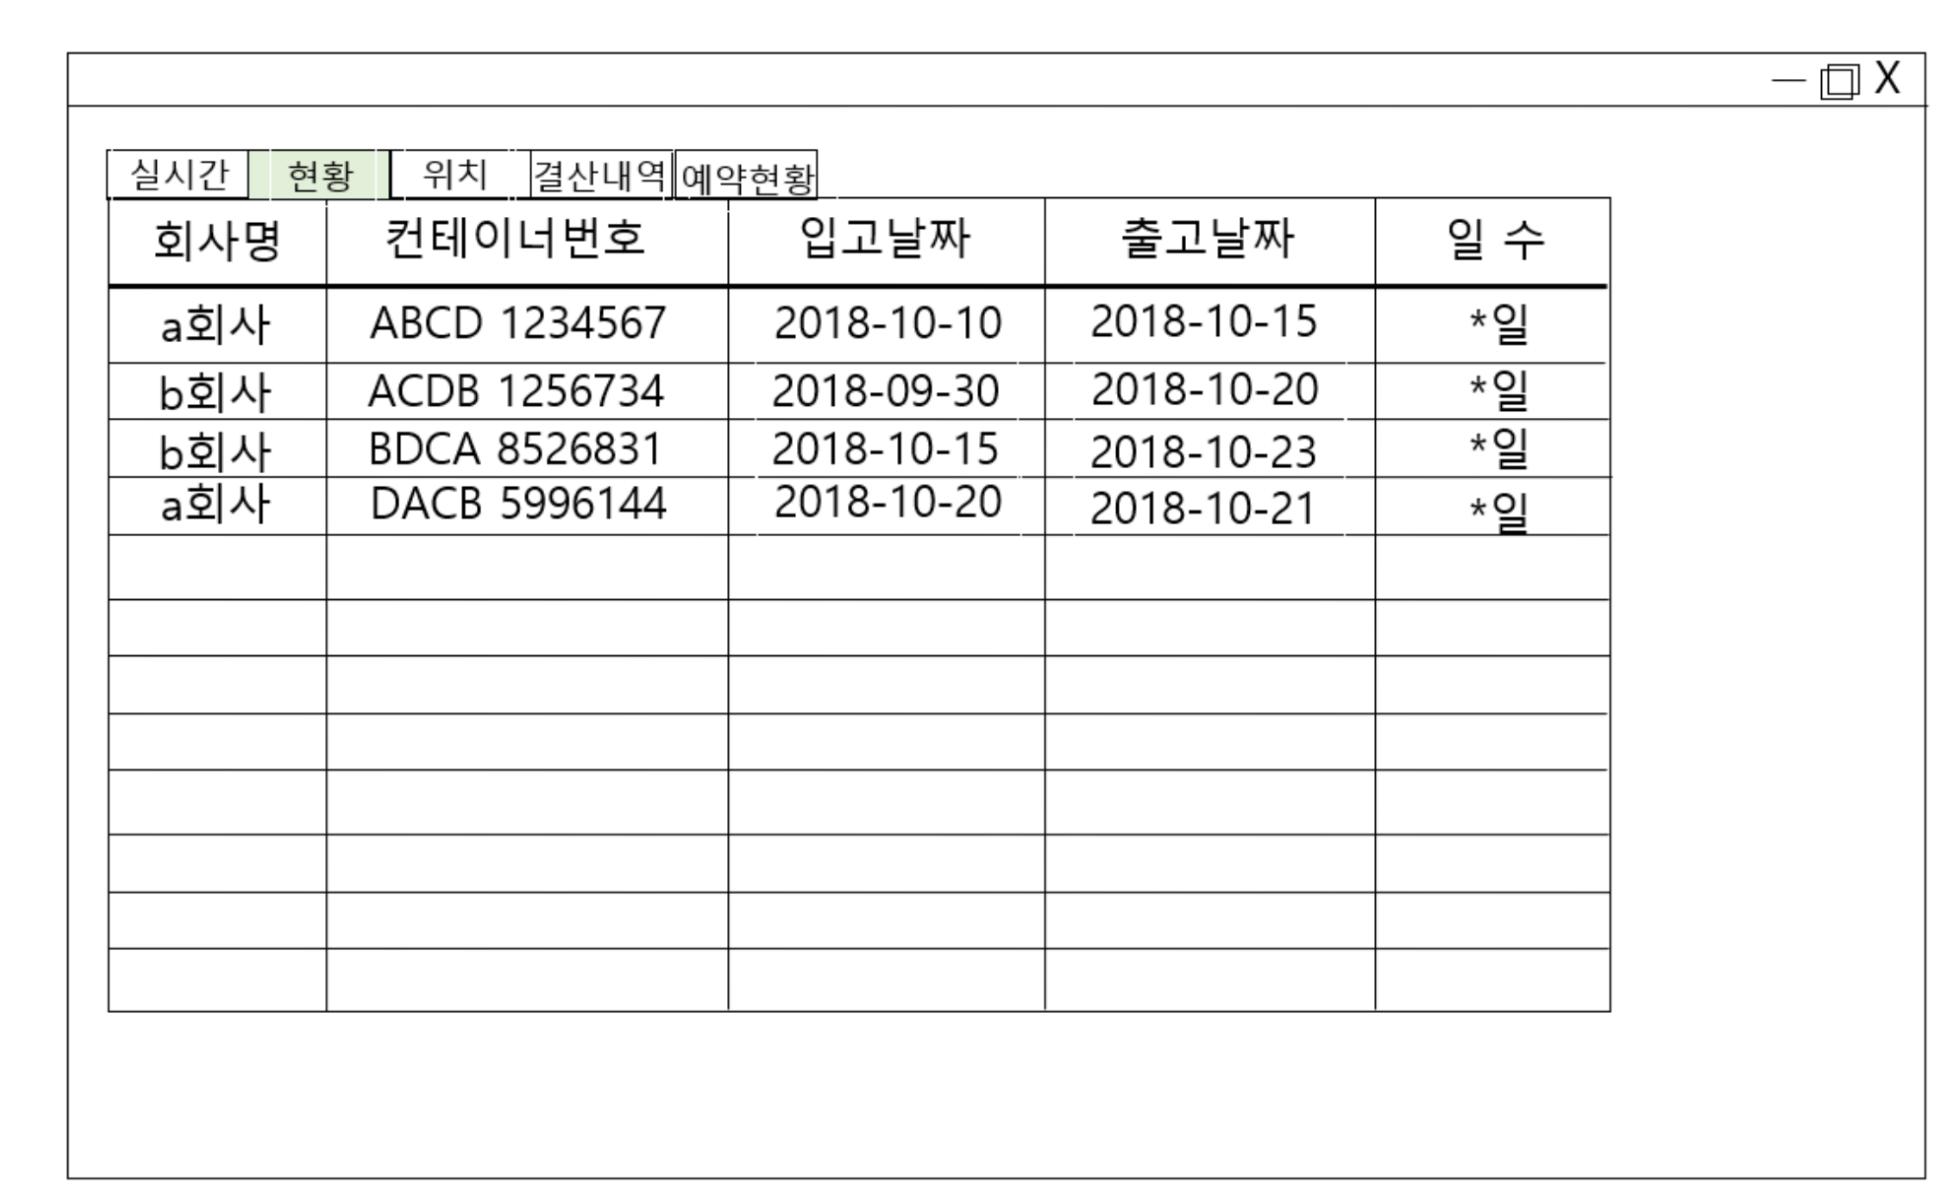 X
실시간 현황 위치 결산내역 예약현황
회사명 컨테이너번호 입고날짜 출고날짜 일 수
a회사 ABCD 1234567 2018-10-10 2018-10-15 *일
b회사 ACDB 1256734 2018-09-30 2018-10-20 *일
b회사 BDCA 8526831 2018-10-15 2018-10-23 *일
a회사 DACB 5996144 2018-10-20 2018-10-21 *일